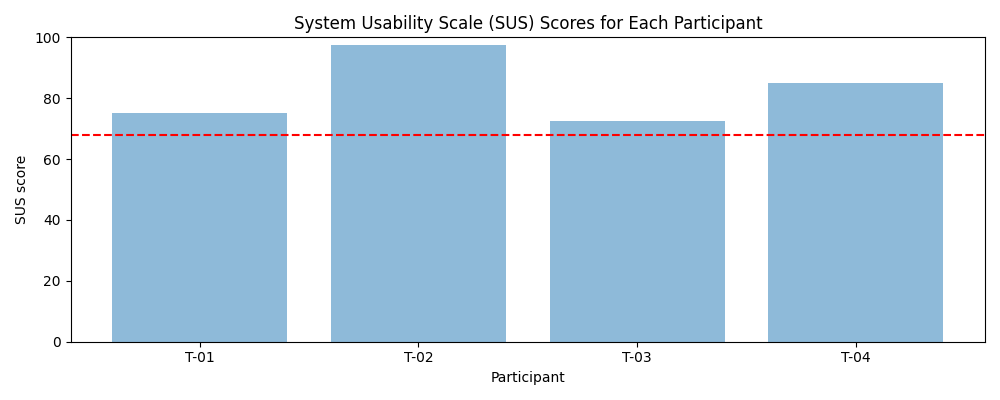 System Usability Scale (SUS) Scores for Each Participant
100
80
60
40
20
0
SUS score
T-01 T-02 T-03 T-04
Participant